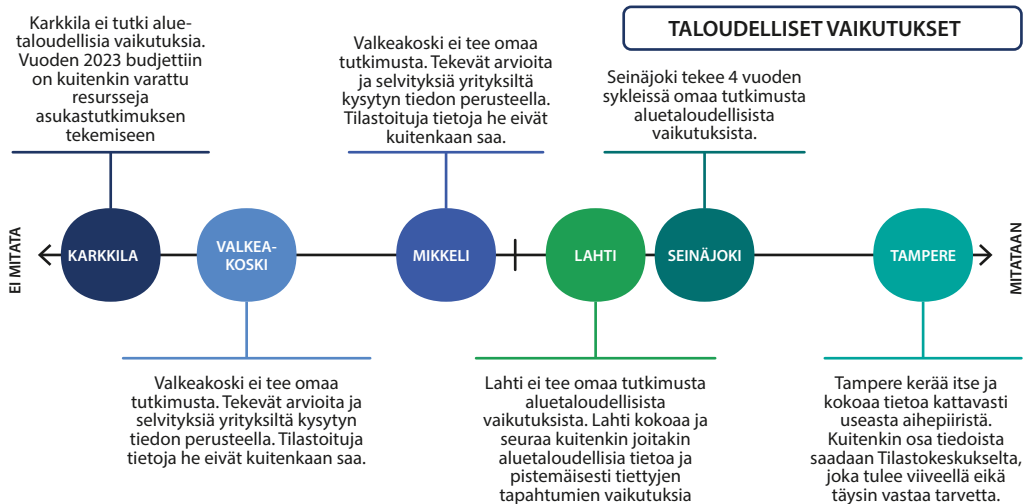 TALOUDELLISET VAIKUTUKSET
Karkkila ei tutki alue-
taloudellisia vaikutuksia.
Vuoden 2023 budjettiin
on kuitenkin varattu
resursseja
asukastutkimuksen
tekemiseen
Valkeakoski ei tee omaa
tutkimusta. Tekevät arvioita
ja selvityksiä yrityksiltä
kysytyn tiedon perusteella.
Tilastoituja tietoja he eivät
kuitenkaan saa.
Seinäjoki tekee 4 vuoden
sykleissä omaa tutkimusta
aluetaloudellisista
vaikutuksista.
EI MITATA
KARKKILA
VALKEA-
KOSKI
MIKKELI
LAHTI
SEINÄJOKI
TAMPERE
MITATAAN
Valkeakoski ei tee omaa
tutkimusta. Tekevät arvioita ja
selvityksiä yrityksiltä kysytyn
tiedon perusteella. Tilastoituja
tietoja he eivät kuitenkaan saa.
Lahti ei tee omaa tutkimusta
aluetaloudellisista
vaikutuksista. Lahti kokoaa ja
seuraa kuitenkin joitakin
aluetaloudellisia tietoa ja
pistemäisesti tiettyjen
tapahtumien vaikutuksia
Tampere kerää itse ja
kokoaa tietoa kattavasti
useasta aihepiiristä.
Kuitenkin osa tiedoista
saadaan Tilastokeskukselta,
joka tulee viiveellä eikä
täysin vastaa tarvetta.